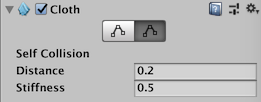 Cloth
Self Collision
Distance 0.2
Stiffness 0.5